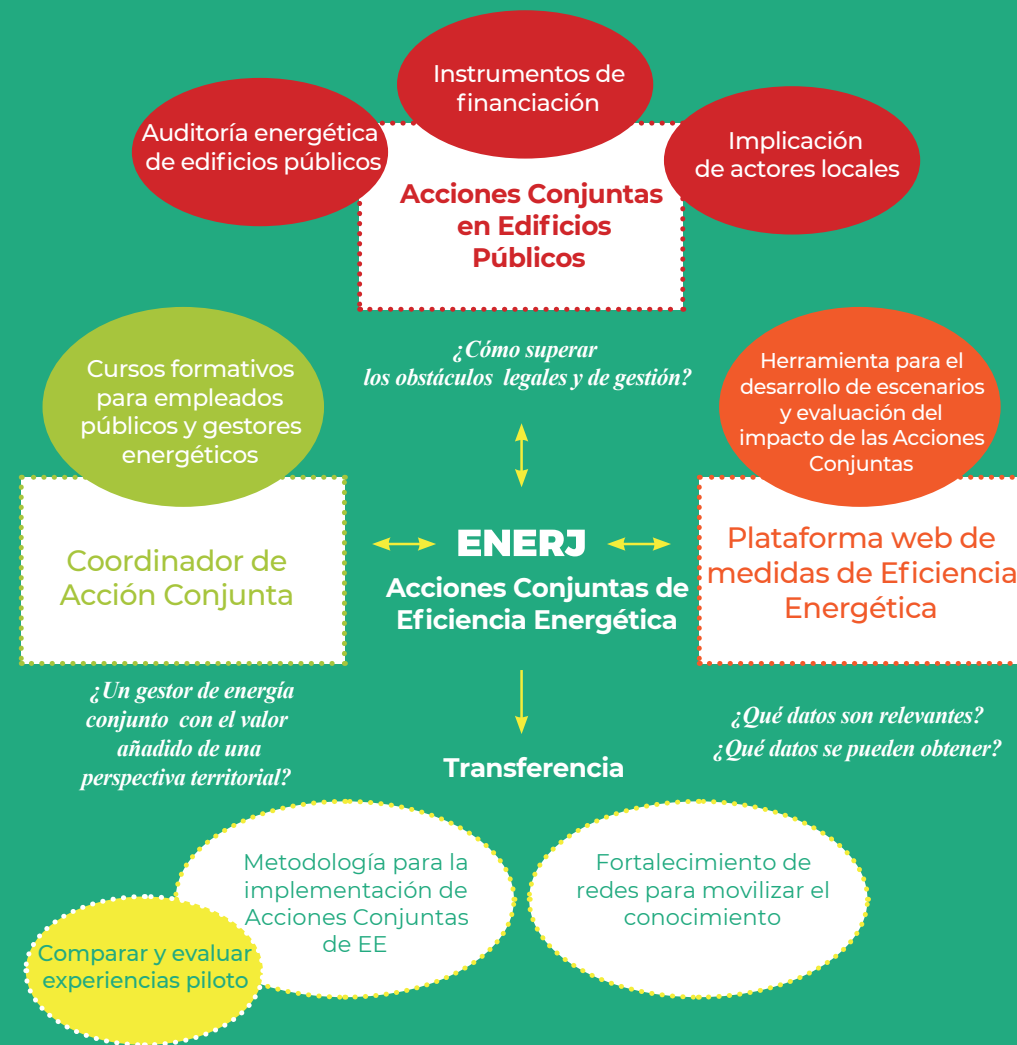 Instrumentos de
financiación
Auditoría energética
de edificios públicos
Implicación
de actores locales
Acciones Conjuntas
en Edificios
Públicos
¿Cómo superar
los obstáculos legales y de gestión?
Cursos formativos
para empleados
públicos y gestores
energéticos
Herramienta para el
desarrollo de escenarios
y evaluación del
impacto de las Acciones
Conjuntas
Coordinador de
Acción Conjunta
ENERJ
Acciones Conjuntas de
Eficiencia Energética
Plataforma web de
medidas de Eficiencia
Energética
¿Un gestor de energía
conjunto con el valor
añadido de una
perspectiva territorial?
¿Qué datos son relevantes?
¿Qué datos se pueden obtener?
Transferencia
Metodología para la
implementación de
Acciones Conjuntas
de EE
Fortalecimiento de
redes para movilizar el
conocimiento
Comparar y evaluar
experiencias piloto